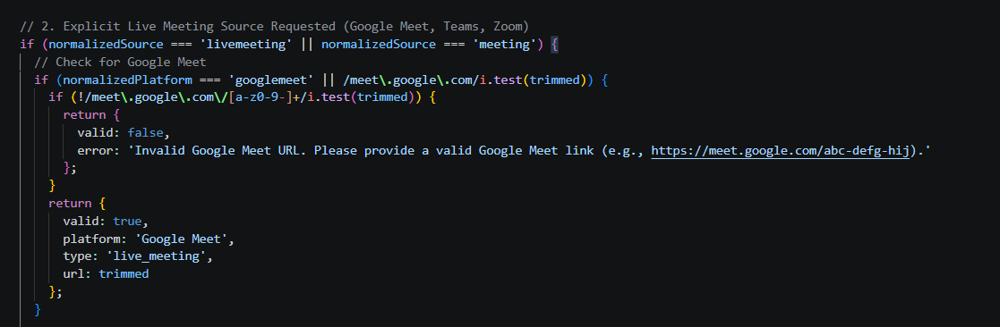 // 2. Explicit Live Meeting Source Requested (Google Meet, Teams, Zoom)
if (normalizedSource === 'livemeeting' || normalizedSource === 'meeting') {
  // Check for Google Meet
  if (normalizedPlatform === 'googlemeet' || /meet\.google\.com/i.test(trimmed)) {
    if (!/meet\.google\.com\/[a-z0-9-]+/i.test(trimmed)) {
      return {
        valid: false,
        error: 'Invalid Google Meet URL. Please provide a valid Google Meet link (e.g., https://meet.google.com/abc-defg-hij).'
      };
    }
    return {
      valid: true,
      platform: 'Google Meet',
      type: 'live_meeting',
      url: trimmed
    };
  }